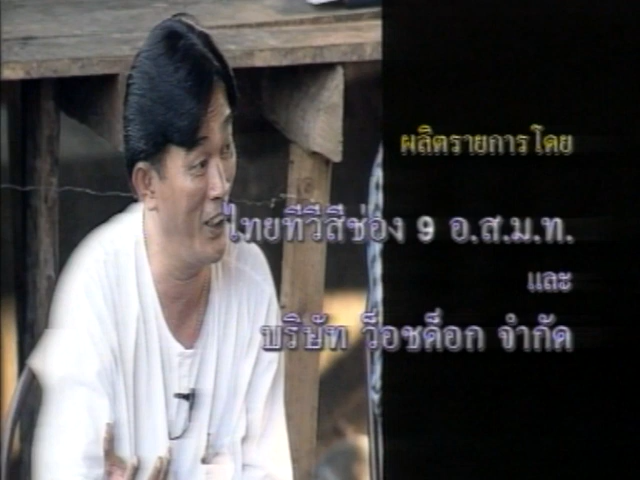 ผลิตรายการโดย
ไทยทีวีสีช่อง 9 อ.ส.ม.ท.
และ
บริษัท ว็อชด็อก จำกัด